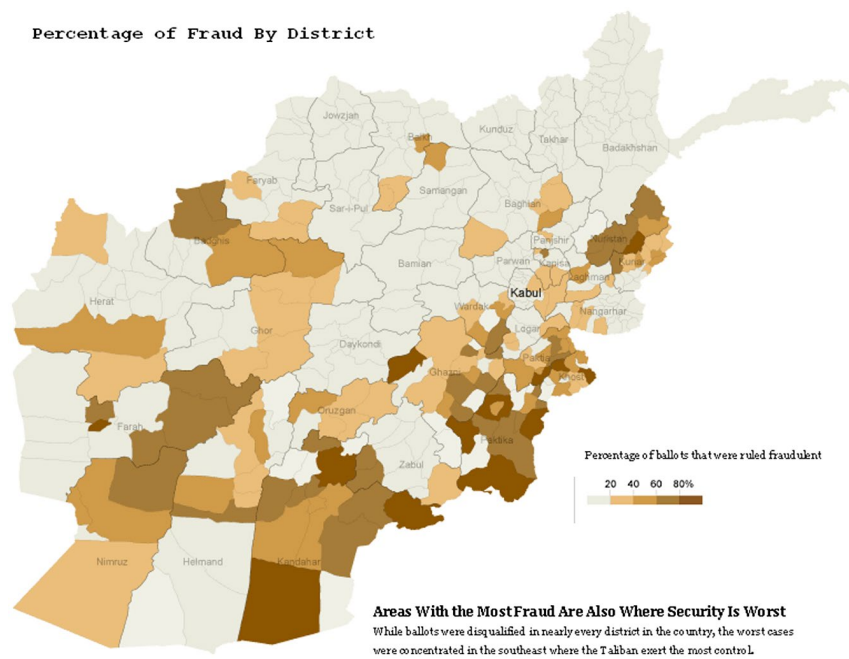 Percentage of Fraud By District
Jowzjan
Balkh
Kunduz
Takhar
Badakhshan
Faryab
Sar-i-Pul
Samangan
Baghlan
Badghis
Bamian
Parwan
Panjshir
Kapisa
Nuristan
Kunar
Laghman
Herat
Kabul
Nangarhar
Ghor
Wardak
Logar
Daykondi
Paktia
Ghazni
Khost
Oruzgan
Farah
Paktika
Zabul
Percentage of ballots that were ruled fraudulent
20 40 60 80%
Nimruz
Helmand
Kandahar
Areas With the Most Fraud Are Also Where Security Is Worst
While ballots were disqualified in nearly every district in the country, the worst cases
were concentrated in the southeast where the Taliban exert the most control.